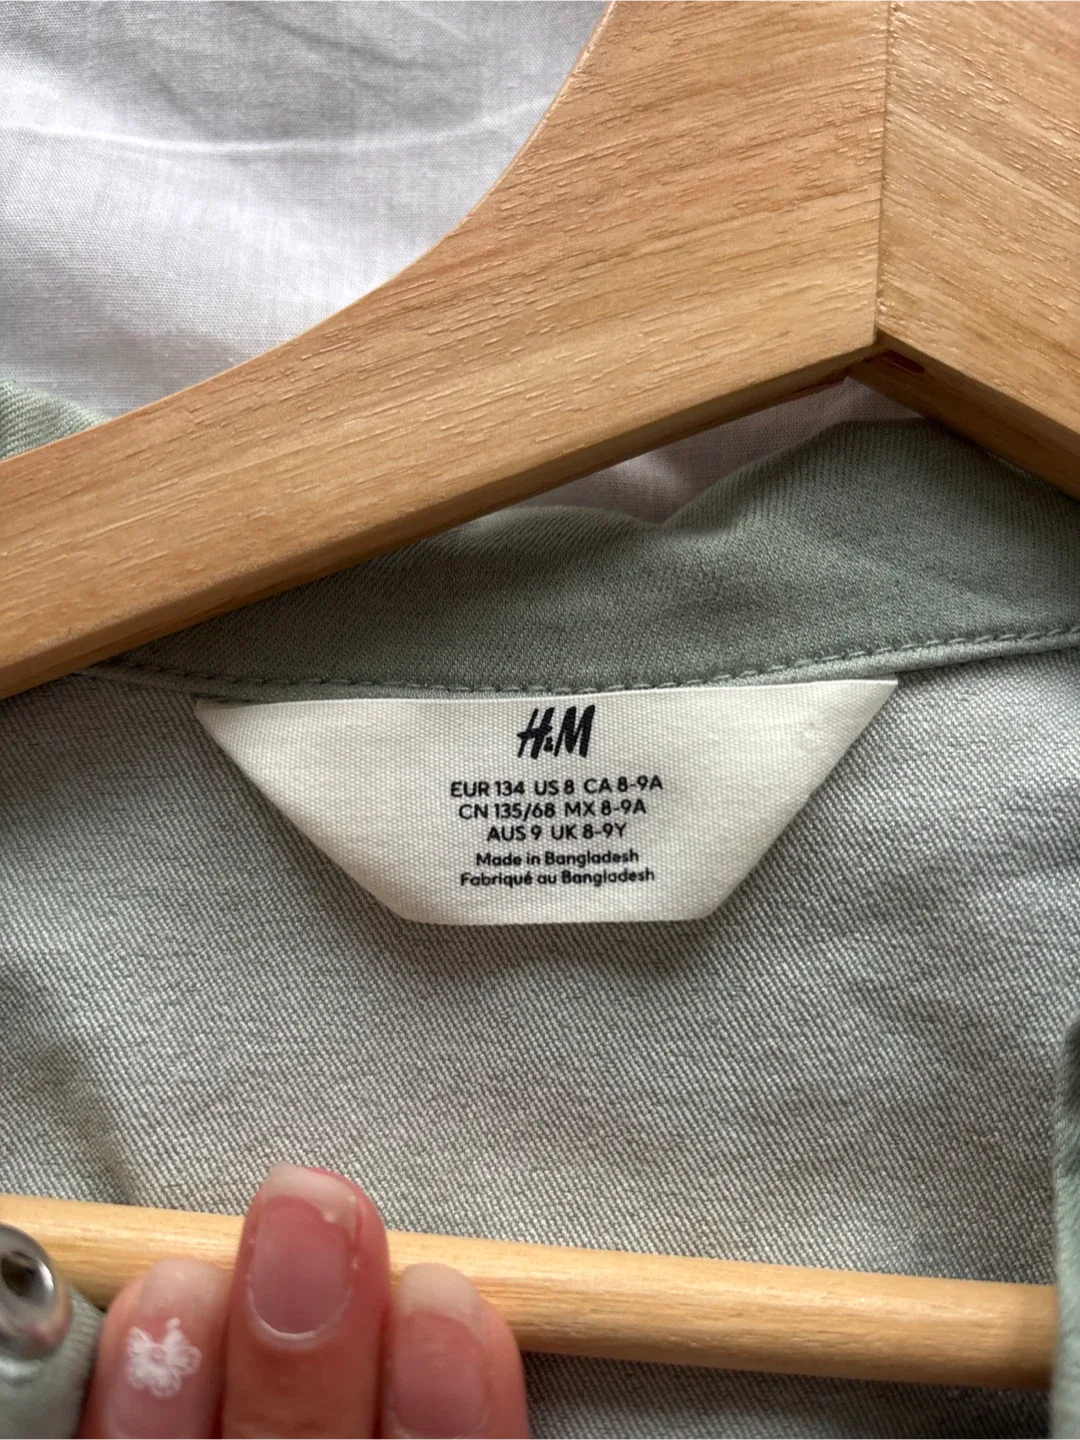 H&M
EUR 134 US 8 CA 8-9A
CN 135/68 MX 8-9A
AUS 9 UK 8-9Y
Made in Bangladesh
Fabriqué au Bangladesh